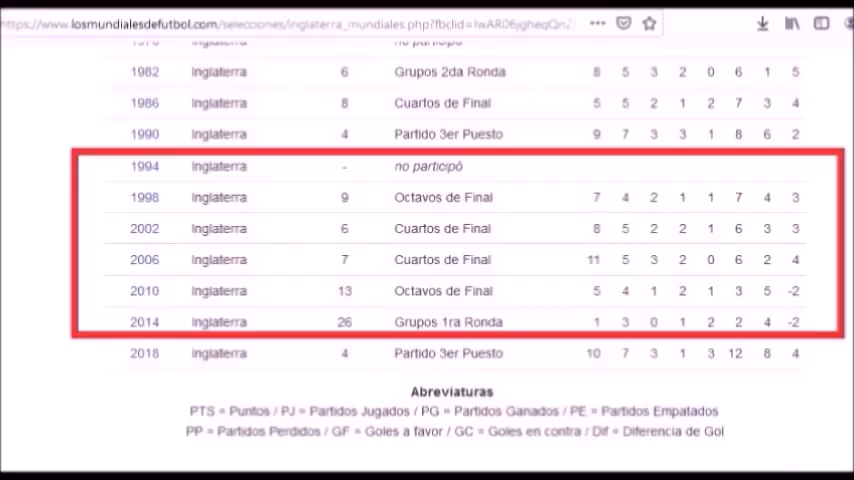 https://www.losmundialesdefutbol.com/selecciones/inglaterra_mundiales.php?fbclid=IwAR06jgheqQnZ
no participó
1982 Inglaterra 6 Grupos 2da Ronda 8 5 3 2 0 6 1 5
1986 Inglaterra 8 Cuartos de Final 5 5 2 1 2 7 3 4
1990 Inglaterra 4 Partido 3er Puesto 9 7 3 3 1 8 6 2
1994 Inglaterra - no participó
1998 Inglaterra 9 Octavos de Final 7 4 2 1 1 7 4 3
2002 Inglaterra 6 Cuartos de Final 8 5 2 2 1 6 3 3
2006 Inglaterra 7 Cuartos de Final 11 5 3 2 0 6 2 4
2010 Inglaterra 13 Octavos de Final 5 4 1 2 1 3 5 -2
2014 Inglaterra 26 Grupos 1ra Ronda 1 3 0 1 2 2 4 -2
2018 Inglaterra 4 Partido 3er Puesto 10 7 3 1 3 12 8 4
Abreviaturas
PTS = Puntos / PJ = Partidos Jugados / PG = Partidos Ganados / PE = Partidos Empatados
PP = Partidos Perdidos / GF = Goles a favor / GC = Goles en contra / Dif = Diferencia de Gol